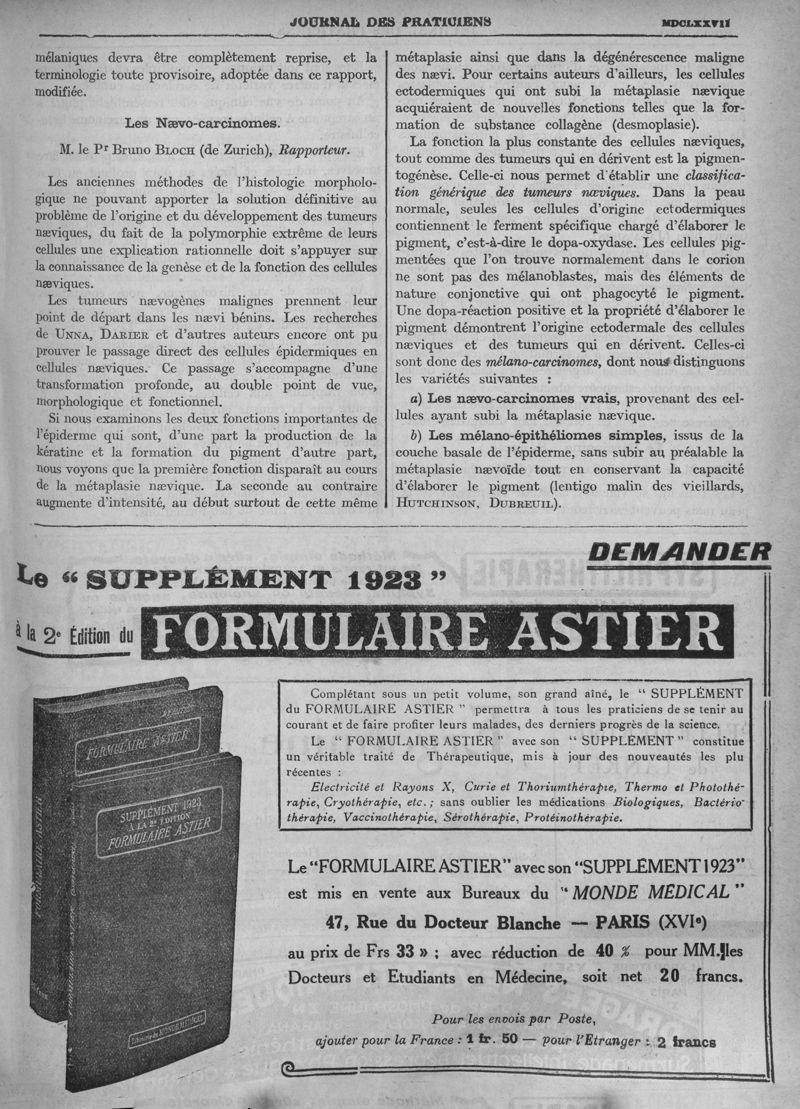 JOURNAL DES PRATICIENS
MDCLXXVII
mélaniques devra être complètement reprise, et la
terminologie toute provisoire, adoptée dans ce rapport,
modifiée.
Les Nævo-carcinomes.
M. le Pr Bruno BLOCH (de Zurich), Rapporteur.
Les anciennes méthodes de l'histologie morpholo-
gique ne pouvant apporter la solution définitive au
problème de l'origine et du développement des tumeurs
næviques, du fait de la polymorphie extrême de leurs
cellules une explication rationnelle doit s'appuyer sur
la connaissance de la genèse et de la fonction des cellules
næviques.
Les tumeurs nævogènes malignes prennent leur
point de départ dans les nævi bénins. Les recherches
de UNNA, DARIER et d'autres auteurs encore ont pu
prouver le passage direct des cellules épidermiques en
cellules næviques. Ce passage s'accompagne d'une
transformation profonde, au double point de vue,
morphologique et fonctionnel.
Si nous examinons les deux fonctions importantes de
l'épiderme qui sont, d'une part la production de la
kératine et la formation du pigment d'autre part,
nous voyons que la première fonction disparaît au cours
de la métaplasie nævique. La seconde au contraire
augmente d'intensité, au début surtout de cette même
métaplasie ainsi que dans la dégénérescence maligne
des nævi. Pour certains auteurs d'ailleurs, les cellules
ectodermiques qui ont subi la métaplasie nævique
acquiéraient de nouvelles fonctions telles que la for-
mation de substance collagène (desmoplasie).
La fonction la plus constante des cellules næviques,
tout comme des tumeurs qui en dérivent est la pigmen-
togénèse. Celle-ci nous permet d'établir une classifica-
tion générique des tumeurs næviques. Dans la peau
normale, seules les cellules d'origine ectodermiques
contiennent le ferment spécifique chargé d'élaborer le
pigment, c'est-à-dire le dopa-oxydase. Les cellules pig-
mentées que l'on trouve normalement dans le corion
ne sont pas des mélanoblastes, mais des éléments de
nature conjonctive qui ont phagocyté le pigment.
Une dopa-réaction positive et la propriété d'élaborer le
pigment démontrent l'origine ectodermale des cellules
næviques et des tumeurs qui en dérivent. Celles-ci
sont donc des mélano-carcinomes, dont nous distinguons
les variétés suivantes :
a) Les nævo-carcinomes vrais, provenant des cel-
lules ayant subi la métaplasie nævique.
b) Les mélano-épithéliomes simples, issus de la
couche basale de l'épiderme, sans subir au préalable la
métaplasie nævoïde tout en conservant la capacité
d'élaborer le pigment (lentigo malin des vieillards,
HUTCHINSON, DUBREUIL).
DEMANDER
Le “ SUPPLÉMENT 1923 ”
à la 2e Édition du FORMULAIRE ASTIER
FORMULAIRE ASTIER
SUPPLÉMENT 1923
A LA 2e ÉDITION
FORMULAIRE ASTIER
Librairie du MONDE MÉDICAL
Complétant sous un petit volume, son grand aîné, le “ SUPPLÉMENT
du FORMULAIRE ASTIER ” permettra à tous les praticiens de se tenir au
courant et de faire profiter leurs malades, des derniers progrès de la science.
Le “ FORMULAIRE ASTIER ” avec son “ SUPPLÉMENT ” constitue
un véritable traité de Thérapeutique, mis à jour des nouveautés les plu
récentes :
Electricité et Rayons X, Curie et Thoriumthérapie, Thermo et Photothé-
rapie, Cryothérapie, etc. ; sans oublier les médications Biologiques, Bactério-
thérapie, Vaccinothérapie, Sérothérapie, Protéinothérapie.
Le “FORMULAIRE ASTIER” avec son “SUPPLÉMENT 1923”
est mis en vente aux Bureaux du “ MONDE MÉDICAL ”
47, Rue du Docteur Blanche — PARIS (XVIe)
au prix de Frs 33 » ; avec réduction de 40 % pour MM. les
Docteurs et Etudiants en Médecine, soit net 20 francs.
Pour les envois par Poste,
ajouter pour la France : 1 fr. 50 — pour l'Étranger : 2 francs